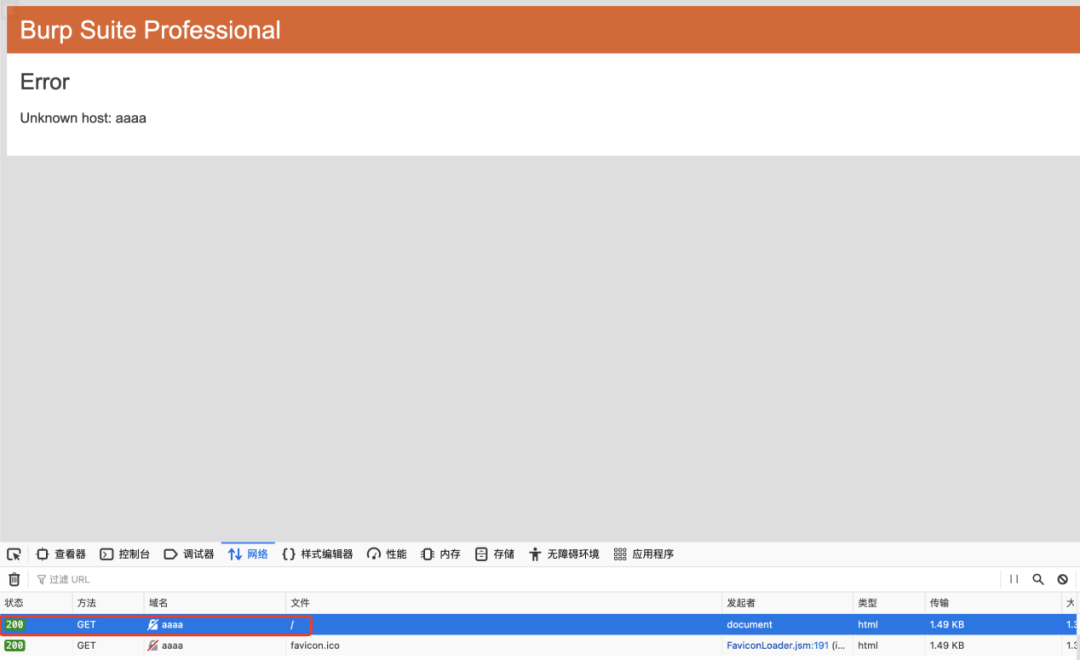 Burp Suite Professional
Error
Unknown host: aaaa
查看器 控制台 调试器 网络 {} 样式编辑器 性能 内存 存储 无障碍环境 应用程序
过滤 URL
状态 方法 域名 文件 发起者 类型 传输 大
200 GET aaaa / document html 1.49 KB 1.3
200 GET aaaa favicon.ico FaviconLoader.jsm:191 (i... html 1.49 KB 1.3